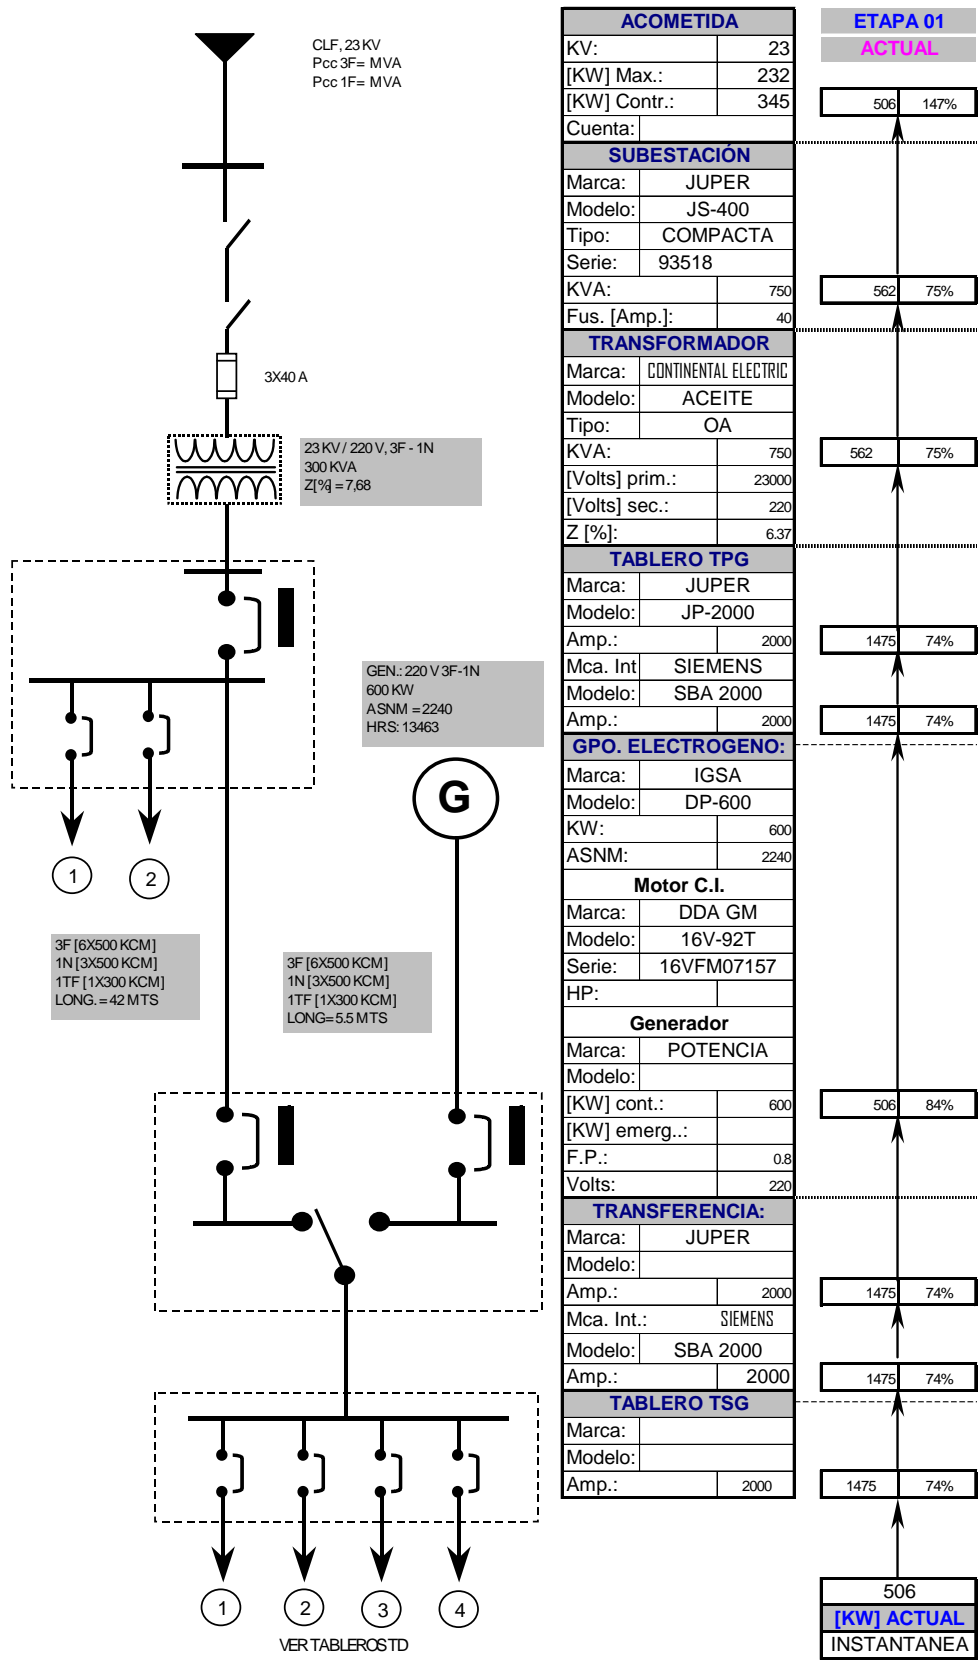 CLF, 23 KV
Pcc 3F= MVA
Pcc 1F= MVA
3X40 A
23 KV / 220 V, 3F - 1N
300 KVA
Z[%] = 7,68
GEN.: 220 V 3F-1N
600 KW
ASNM = 2240
HRS: 13463
G
1
2
3F [6X500 KCM]
1N [3X500 KCM]
1TF [1X300 KCM]
LONG. = 42 MTS
3F [6X500 KCM]
1N [3X500 KCM]
1TF [1X300 KCM]
LONG= 5.5 MTS
1
2
3
4
VER TABLEROS TD
ACOMETIDA
KV: 23
[KW] Max.: 232
[KW] Contr.: 345
Cuenta:
SUBESTACIÓN
Marca: JUPER
Modelo: JS-400
Tipo: COMPACTA
Serie: 93518
KVA: 750
Fus. [Amp.]: 40
TRANSFORMADOR
Marca: CONTINENTAL ELECTRIC
Modelo: ACEITE
Tipo: OA
KVA: 750
[Volts] prim.: 23000
[Volts] sec.: 220
Z [%]: 6.37
TABLERO TPG
Marca: JUPER
Modelo: JP-2000
Amp.: 2000
Mca. Int SIEMENS
Modelo: SBA 2000
Amp.: 2000
GPO. ELECTROGENO:
Marca: IGSA
Modelo: DP-600
KW: 600
ASNM: 2240
Motor C.I.
Marca: DDA GM
Modelo: 16V-92T
Serie: 16VFM07157
HP:
Generador
Marca: POTENCIA
Modelo:
[KW] cont.: 600
[KW] emerg..:
F.P.: 0.8
Volts: 220
TRANSFERENCIA:
Marca: JUPER
Modelo:
Amp.: 2000
Mca. Int.: SIEMENS
Modelo: SBA 2000
Amp.: 2000
TABLERO TSG
Marca:
Modelo:
Amp.: 2000
ETAPA 01
ACTUAL
506 147%
562 75%
562 75%
1475 74%
1475 74%
506 84%
1475 74%
1475 74%
1475 74%
506
[KW] ACTUAL
INSTANTANEA